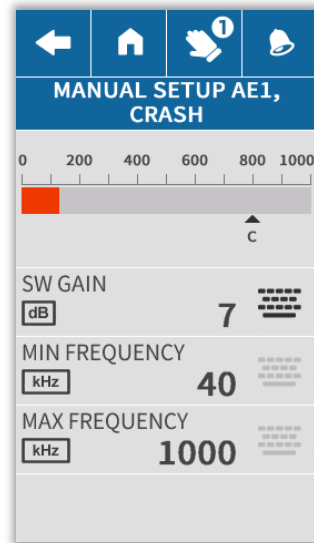 1
MANUAL SETUP AE1,
CRASH
0 200 400 600 800 1000
C
SW GAIN
dB 7
MIN FREQUENCY
kHz 40
MAX FREQUENCY
kHz 1000